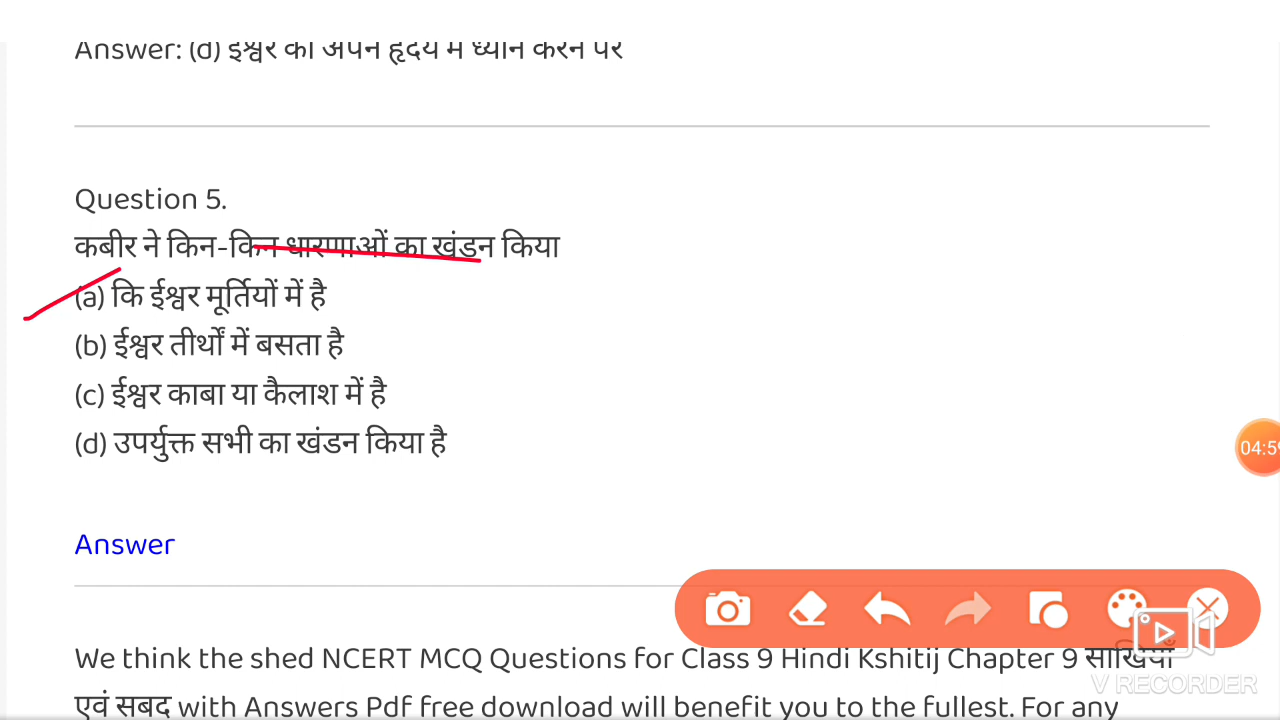 Answer: (d) ईश्वर को अपने हृदय में ध्यान करने पर
Question 5.
कबीर ने किन-किन धारणाओं का खंडन किया
(a) कि ईश्वर मूर्तियों में है
(b) ईश्वर तीर्थों में बसता है
(c) ईश्वर काबा या कैलाश में है
(d) उपर्युक्त सभी का खंडन किया है
04:59
Answer
We think the shed NCERT MCQ Questions for Class 9 Hindi Kshitij Chapter 9 साखियाँ
V RECORDER
एवं सबद with Answers Pdf free download will benefit you to the fullest. For any